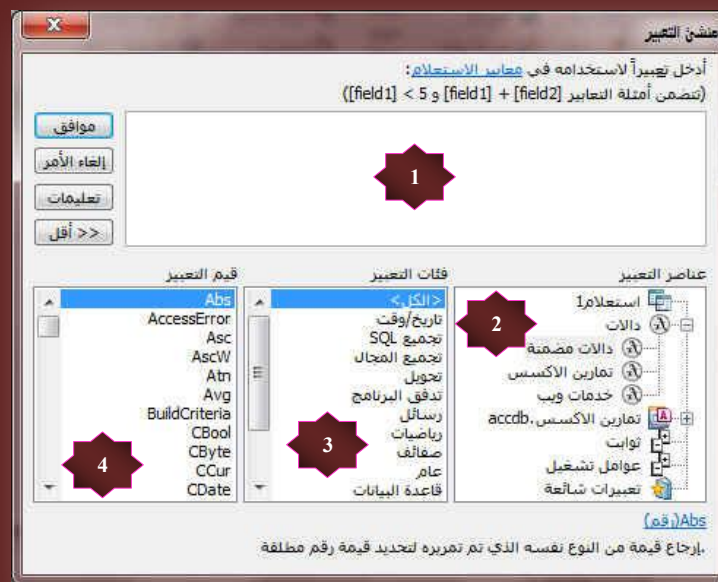 منشئ التعبير
أدخل تعبيراً لاستخدامه في معايير الاستعلام:
(تتضمن أمثلة التعابير [field1] + [field2] و [field1] < 5)
موافق
إلغاء الأمر
تعليمات
<< أقل
1
عناصر التعبير
استعلام1
دالات
دالات مضمنة
تمارين الاكسس
خدمات ويب
تمارين الاكسس.accdb
ثوابت
عوامل تشغيل
تعبيرات شائعة
2
فئات التعبير
<الكل>
تاريخ/وقت
تجميع SQL
تجميع المجال
تحويل
تدفق البرنامج
رسائل
رياضيات
صفائف
عام
قاعدة البيانات
3
قيم التعبير
Abs
AccessError
Asc
AscW
Atn
Avg
BuildCriteria
CBool
CByte
CCur
CDate
4
Abs(رقم)
إرجاع قيمة من النوع نفسه الذي تم تمريره لتحديد قيمة رقم مطلقة.